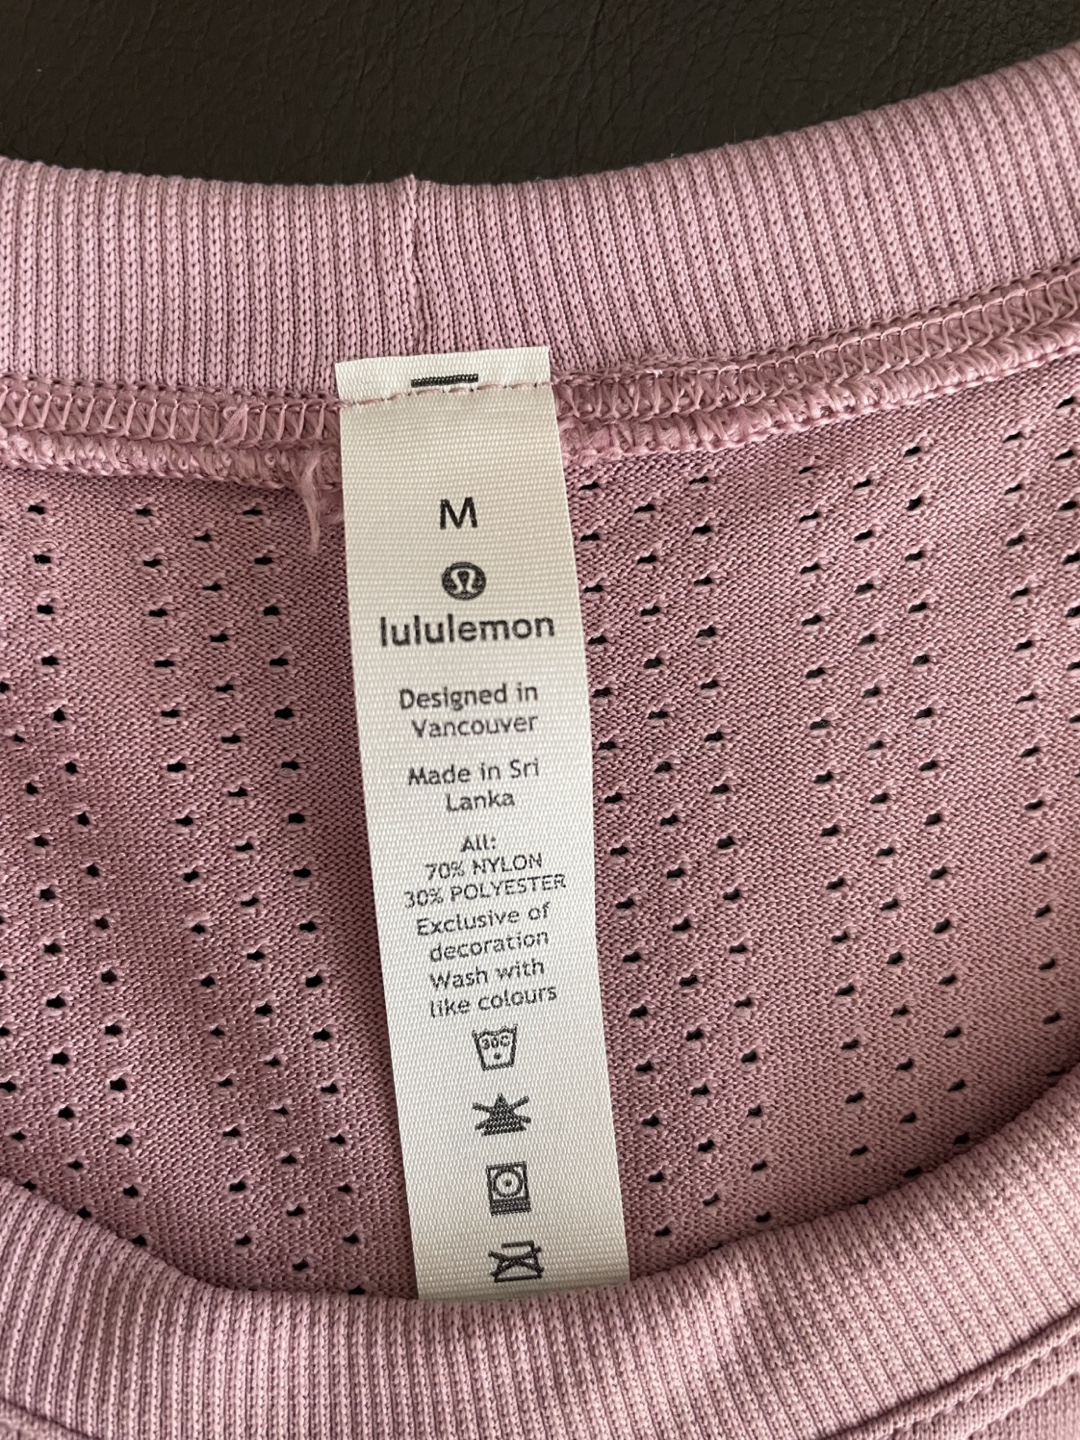 M
lululemon
Designed in
Vancouver
Made in Sri
Lanka
All:
70% NYLON
30% POLYESTER
Exclusive of
decoration
Wash with
like colours
30C